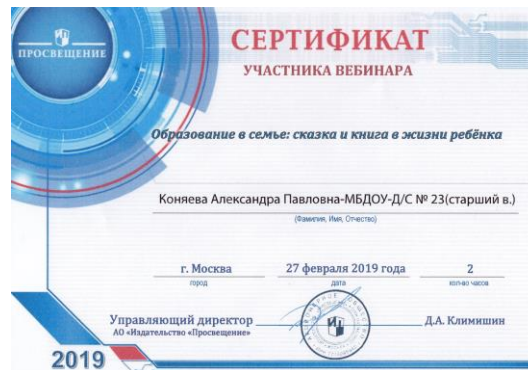 ПРОСВЕЩЕНИЕ
СЕРТИФИКАТ
УЧАСТНИКА ВЕБИНАРА
Образование в семье: сказка и книга в жизни ребёнка
Коняева Александра Павловна-МБДОУ-Д/С № 23(старший в.)
(Фамилия, Имя, Отчество)
г. Москва 27 февраля 2019 года 2
город дата кол-во часов
Управляющий директор Д.А. Климишин
АО «Издательство «Просвещение»
2019